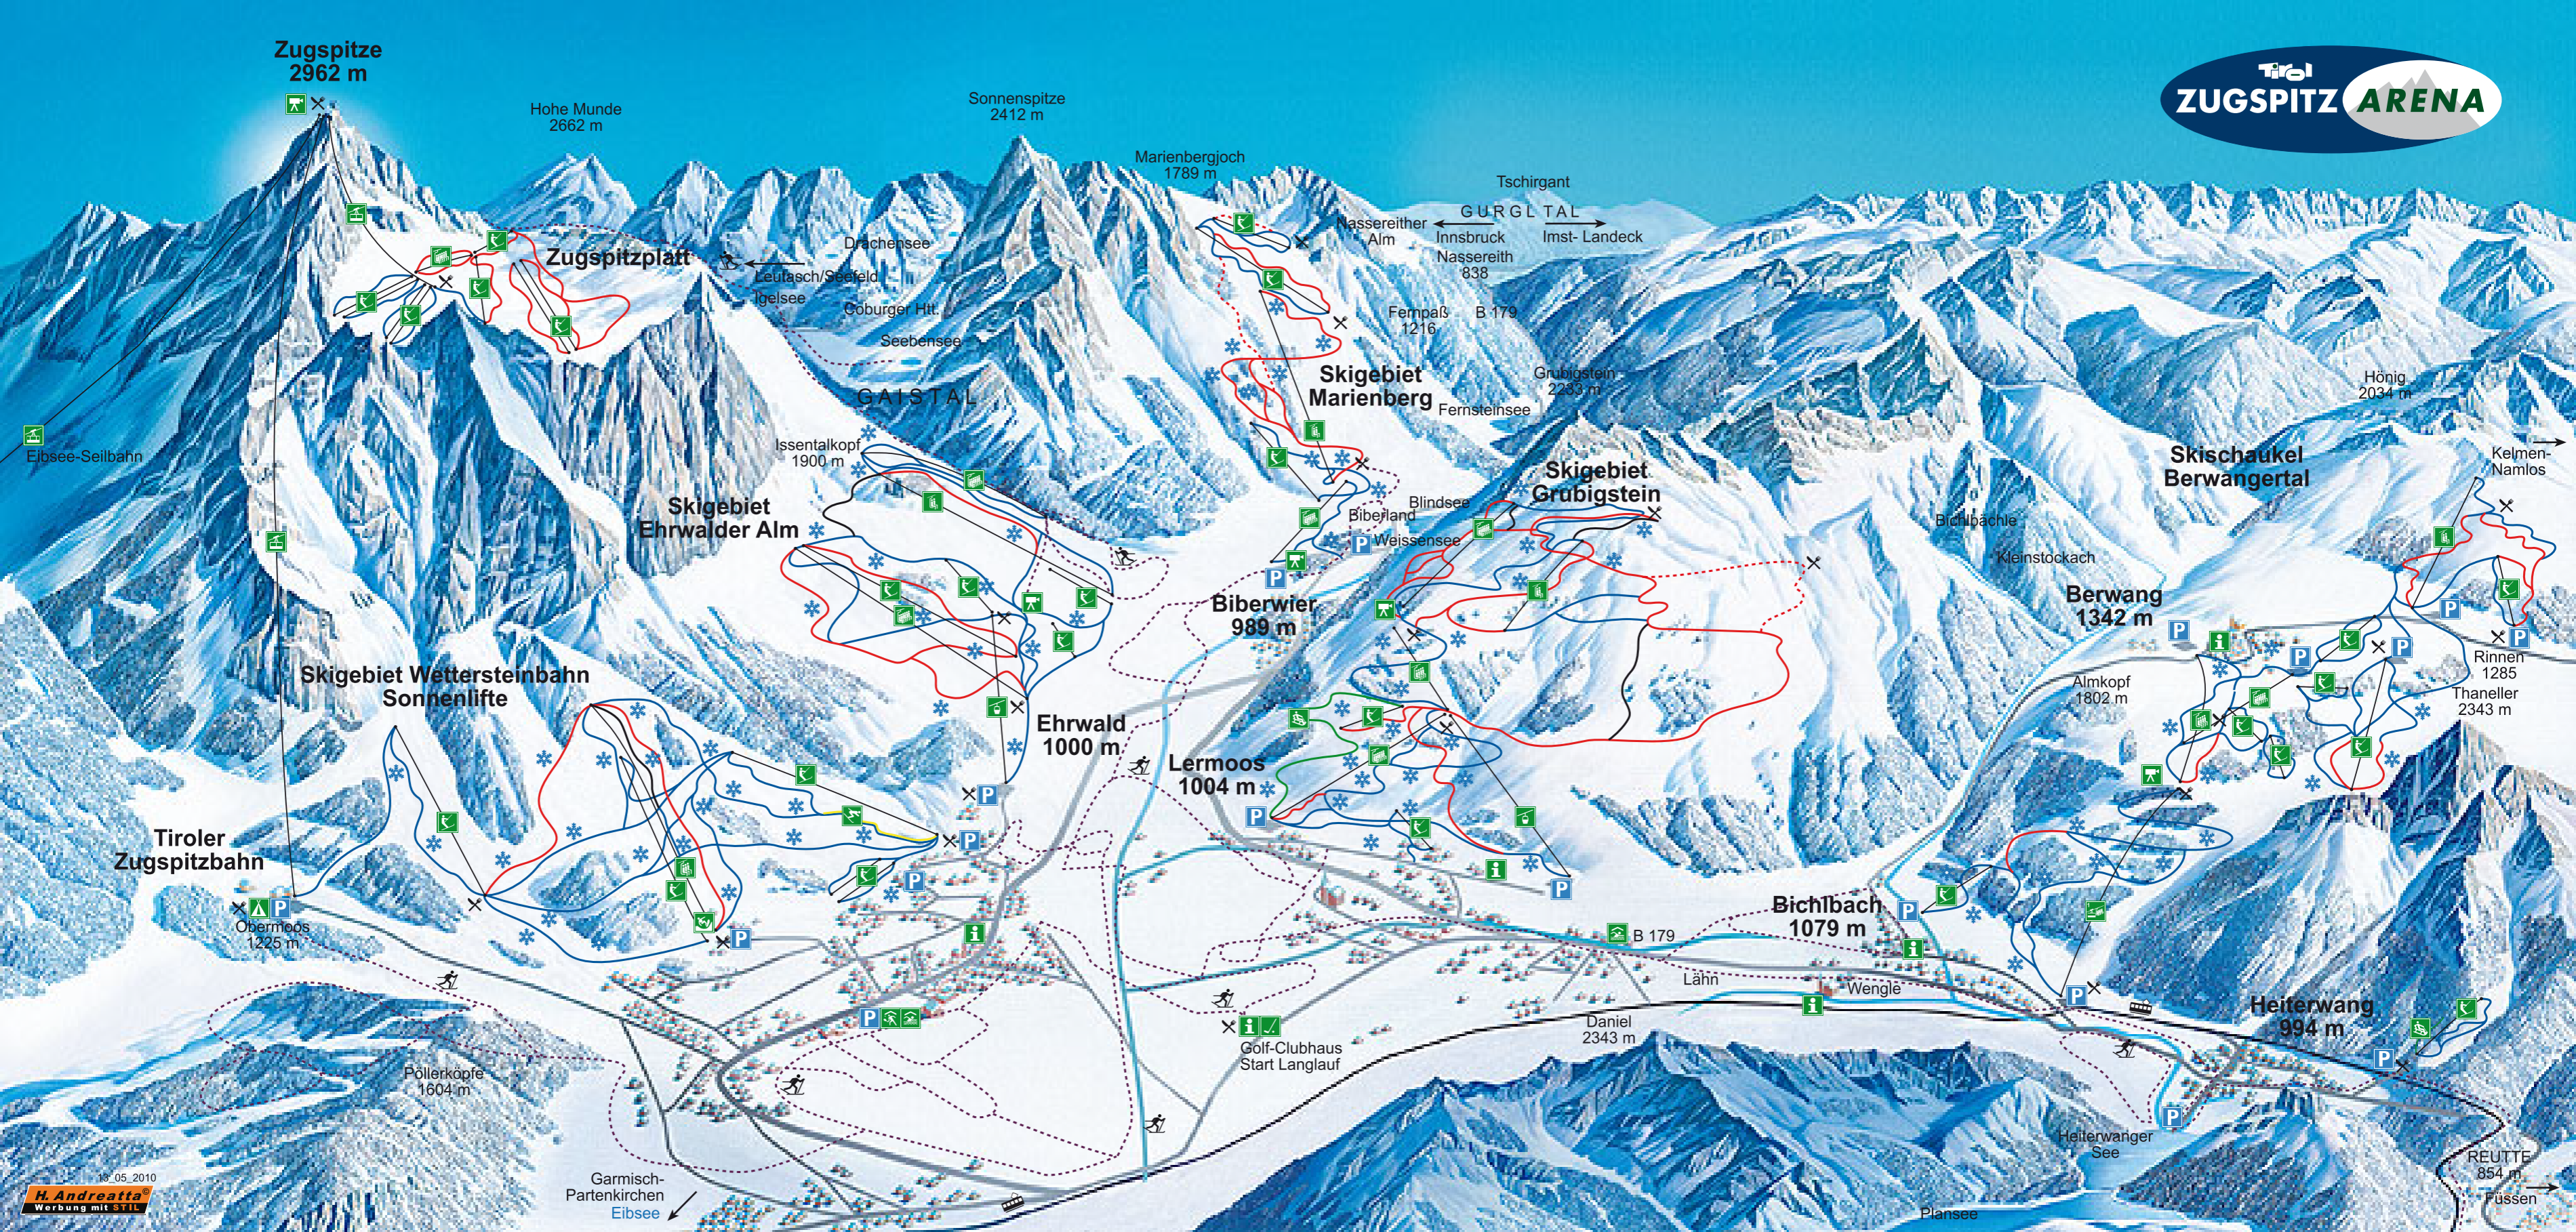 Zugspitze
2962 m
Hohe Munde
2662 m
Sonnenspitze
2412 m
Marienbergjoch
1789 m
Tirol
ZUGSPITZ ARENA
Tschirgant
GURGLTAL
Nassereither
Alm
Innsbruck
Imst- Landeck
Nassereith
838
Zugspitzplatt
Drachensee
Leutasch/Seefeld
Igelsee
Coburger Htt.
Seebensee
Fernpaß
1216
B 179
GAISTAL
Skigebiet
Marienberg
Grubigstein
2233 m
Fernsteinsee
Hönig
2034 m
Eibsee-Seilbahn
Issentalkopf
1900 m
Skigebiet
Ehrwalder Alm
Skigebiet
Grubigstein
Skischaukel
Berwangertal
Kelmen-
Namlos
Blindsee
Biberland
P Weissensee
P
Bichlbächle
Kleinstockach
Biberwier
989 m
Berwang
1342 m
P
i
P
P
P
P
Rinnen
1285
Thaneller
2343 m
Almkopf
1802 m
Skigebiet Wettersteinbahn
Sonnenlifte
Ehrwald
1000 m
Lermoos
1004 m
P
P
P
P
Tiroler
Zugspitzbahn
P
Obermoos
1225 m
P
i
i
P
B 179
Bichlbach
1079 m
P
i
Lähn
Wengle
i
P
Heiterwang
994 m
P
P
Daniel
2343 m
P
i
Golf-Clubhaus
Start Langlauf
Pöllerköpfe
1604 m
Heiterwanger
See
REUTTE
854 m
Füssen
Plansee
Garmisch-
Partenkirchen
Eibsee
13_05_2010
H. Andreatta©
Werbung mit STIL